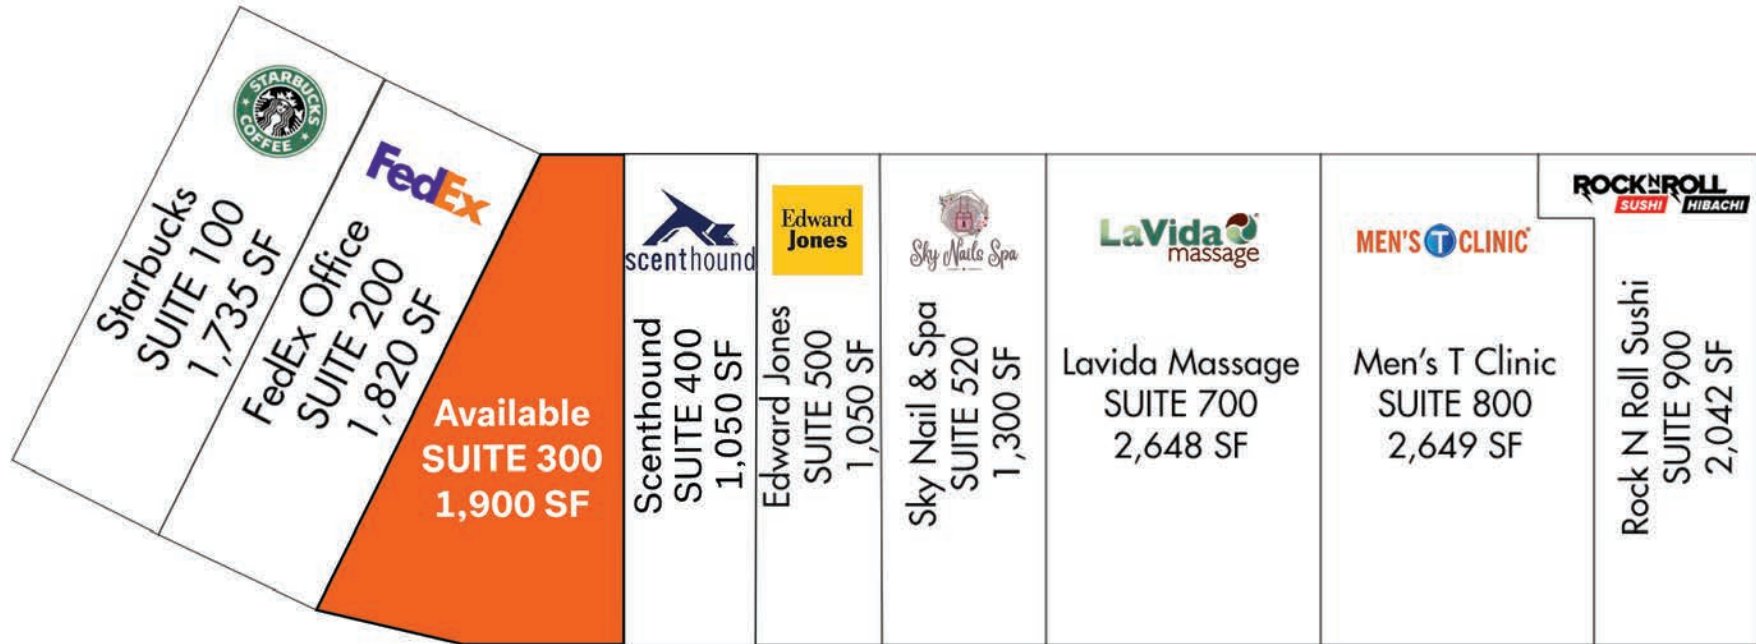 STARBUCKS
COFFEE
Starbucks
SUITE 100
1,735 SF
FedEx
FedEx Office
SUITE 200
1,820 SF
Available
SUITE 300
1,900 SF
scenthound
Scenthound
SUITE 400
1,050 SF
Edward
Jones
Edward Jones
SUITE 500
1,050 SF
Sky Nails Spa
Sky Nail & Spa
SUITE 520
1,300 SF
LaVida
massage
Lavida Massage
SUITE 700
2,648 SF
MEN'S T CLINIC
Men's T Clinic
SUITE 800
2,649 SF
ROCK N ROLL
SUSHI HIBACHI
Rock N Roll Sushi
SUITE 900
2,042 SF